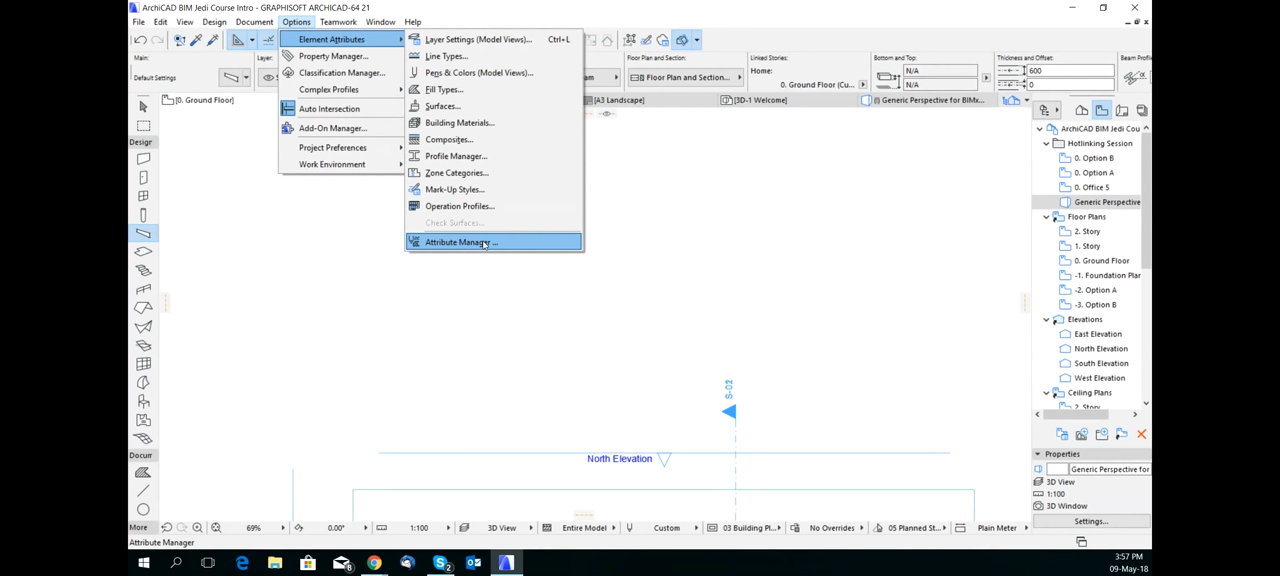 ArchiCAD BIM Jedi Course Intro - GRAPHISOFT ARCHICAD-64 21
File Edit View Design Document Options Teamwork Window Help
Main:
Layer:
Floor Plan and Section:
Linked Stories:
Bottom and Top:
Thickness and Offset:
Beam R
Default Settings
am
Floor Plan and Section...
Home:
0. Ground Floor (Cu...
N/A
N/A
600
0
Element Attributes
Property Manager...
Classification Manager...
Complex Profiles
Auto Intersection
Add-On Manager...
Project Preferences
Work Environment
Layer Settings (Model Views)... Ctrl+L
Line Types...
Pens & Colors (Model Views)...
Fill Types...
Surfaces...
Building Materials...
Composites...
Profile Manager...
Zone Categories...
Mark-Up Styles...
Operation Profiles...
Check Surfaces...
Attribute Manager ...
[0. Ground Floor]
[A3 Landscape]
[3D-1 Welcome]
(!) Generic Perspective for BIMx...
Design
Docum
More
ArchiCAD BIM Jedi Cou
Hotlinking Session
0. Option B
0. Option A
0. Office 5
Generic Perspective
Floor Plans
2. Story
1. Story
0. Ground Floor
-1. Foundation Plan
-2. Option A
-3. Option B
Elevations
East Elevation
North Elevation
South Elevation
West Elevation
Ceiling Plans
2. Story
Properties
Generic Perspective for
3D View
1:100
3D Window
Settings...
S-02
North Elevation
69% 0.00° 1:100 3D View Entire Model Custom 03 Building Pl... No Overrides 05 Planned St... Plain Meter
Attribute Manager
8
2
3:57 PM
09-May-18